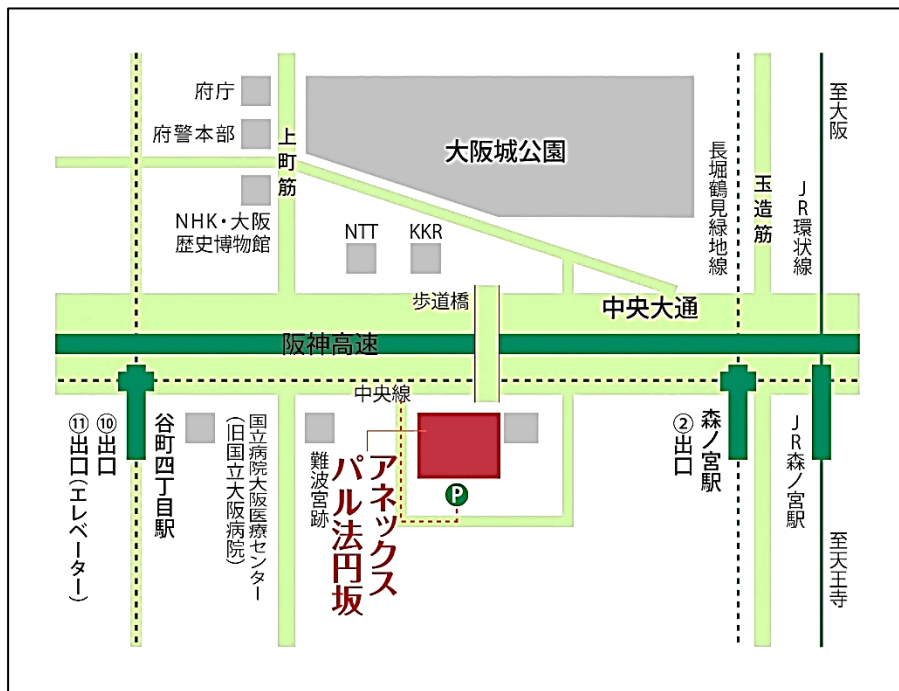 府庁
府警本部
上町筋
大阪城公園
NHK・大阪
歴史博物館
NTT
KKR
長堀鶴見緑地線
玉造筋
JR環状線
至大阪
歩道橋
中央大通
阪神高速
中央線
⑪出口(エレベーター)
⑩出口
谷町四丁目駅
国立病院大阪医療センター
(旧国立大阪病院)
難波宮跡
アネックス
パル法円坂
P
森ノ宮駅
②出口
JR森ノ宮駅
至天王寺